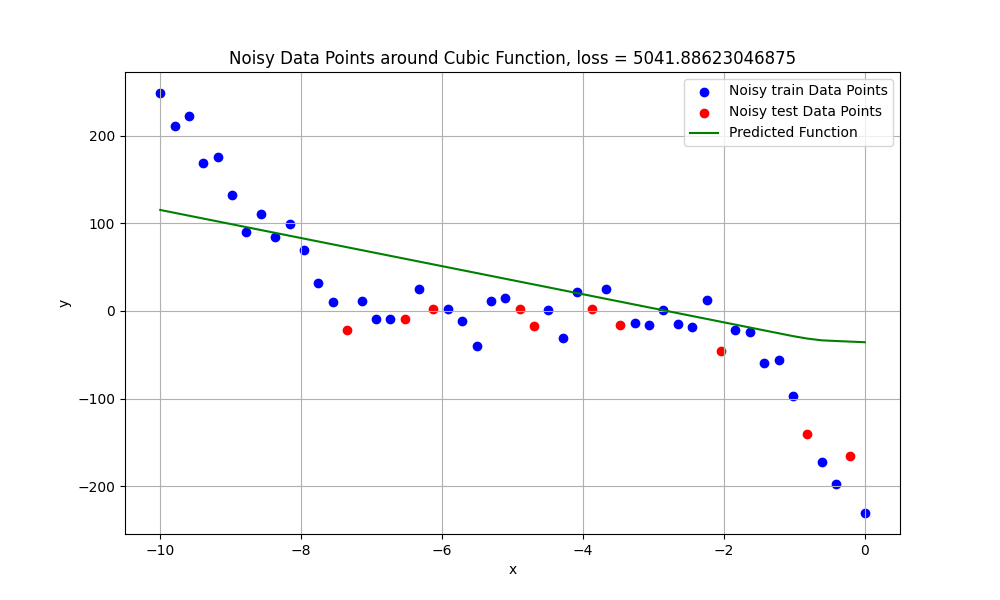 Noisy Data Points around Cubic Function, loss = 5041.88623046875
Noisy train Data Points
Noisy test Data Points
Predicted Function
200
100
0
−100
−200
y
−10
−8
−6
−4
−2
0
x